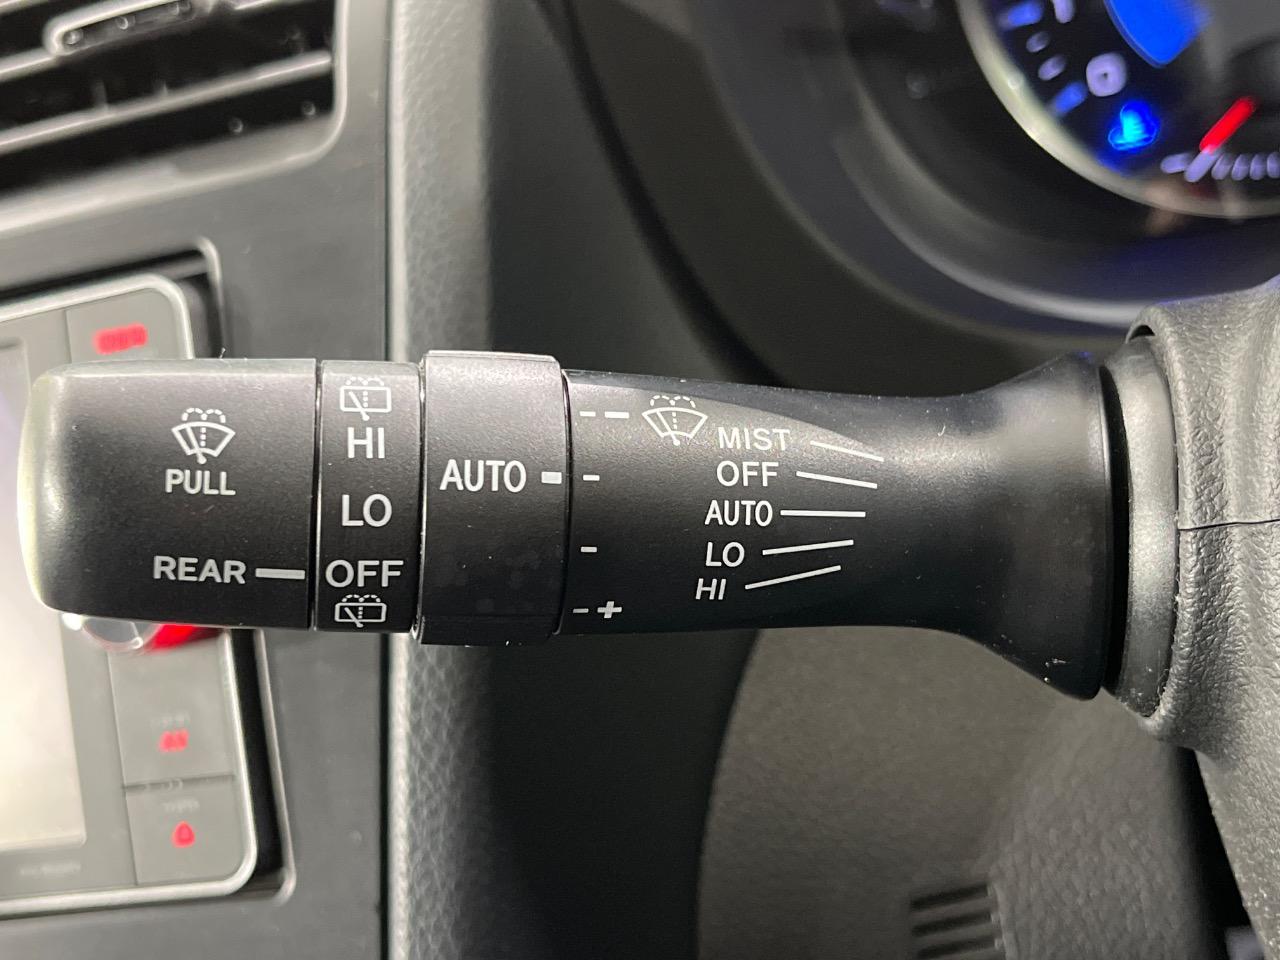 PULL
REAR
HI
LO
OFF
AUTO
- –
-
-
- +
MIST
OFF
AUTO
LO
HI